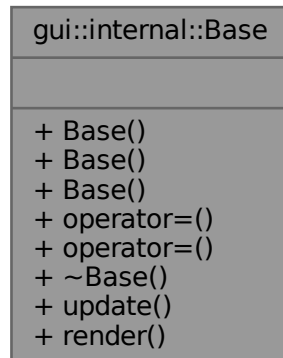 gui::internal::Base
+ Base()
+ Base()
+ Base()
+ operator=()
+ operator=()
+ ~Base()
+ update()
+ render()